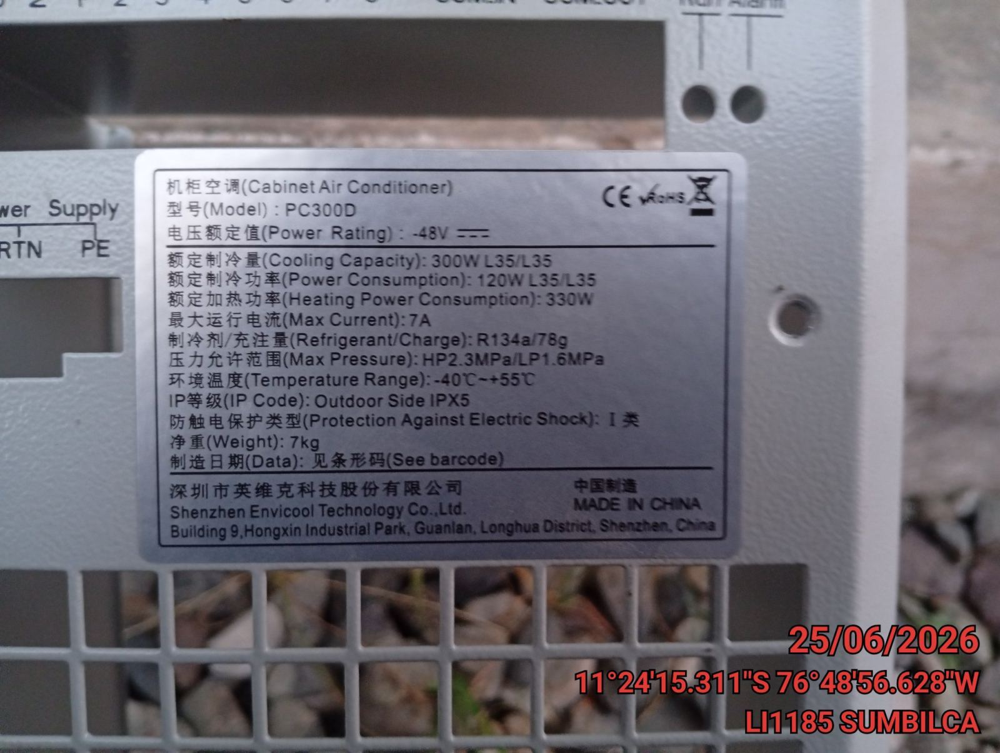 Run Alarm
机柜空调(Cabinet Air Conditioner)
CE RoHS
型号(Model) : PC300D
电压额定值(Power Rating) : -48V
Supply
RTN PE
额定制冷量(Cooling Capacity): 300W L35/L35
额定制冷功率(Power Consumption): 120W L35/L35
额定加热功率(Heating Power Consumption): 330W
最大运行电流(Max Current): 7A
制冷剂/充注量(Refrigerant/Charge): R134a/78g
压力允许范围(Max Pressure): HP2.3MPa/LP1.6MPa
环境温度(Temperature Range): -40℃~+55℃
IP等级(IP Code): Outdoor Side IPX5
防触电保护类型(Protection Against Electric Shock): I 类
净重(Weight): 7kg
制造日期(Data): 见条形码(See barcode)
深圳市英维克科技股份有限公司
中国制造
Shenzhen Envicool Technology Co.,Ltd.
MADE IN CHINA
Building 9,Hongxin Industrial Park, Guanlan, Longhua District, Shenzhen, China
25/06/2026
11°24'15.311"S 76°48'56.628"W
LI1185 SUMBILCA